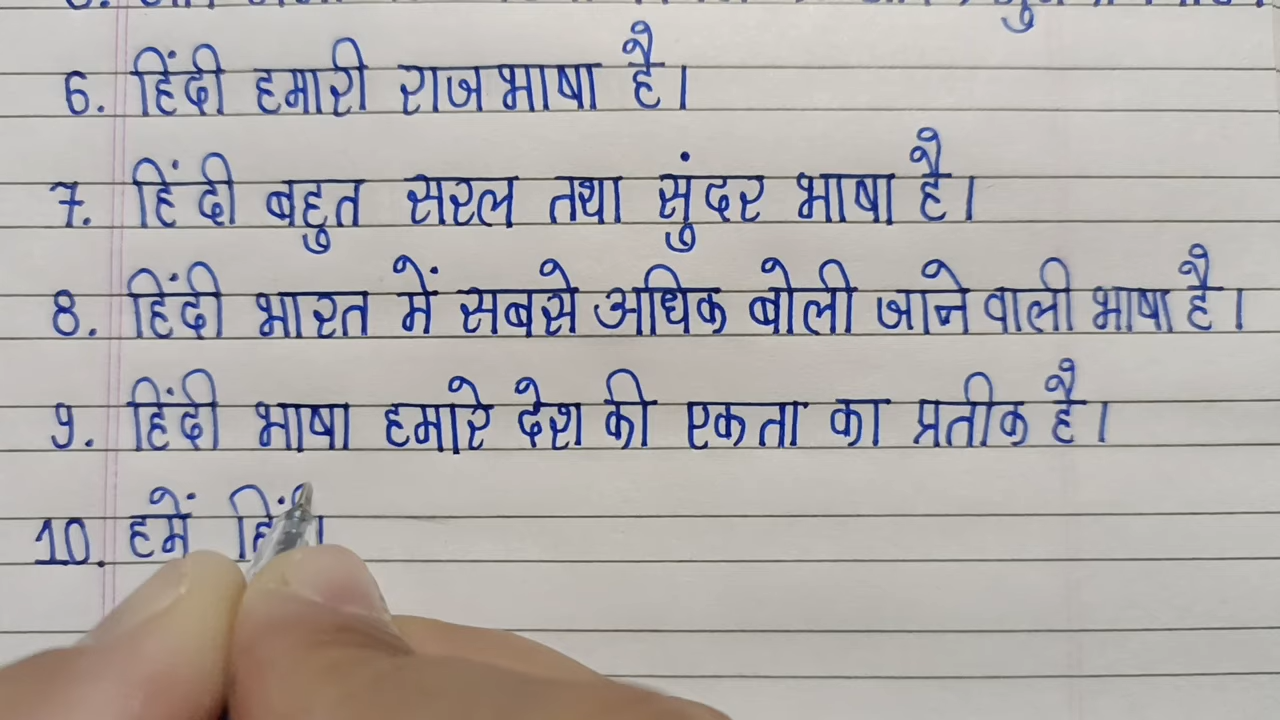 6. हिंदी हमारी राजभाषा है।
7. हिंदी बहुत सरल तथा सुंदर भाषा है।
8. हिंदी भारत में सबसे अधिक बोली जाने वाली भाषा है।
9. हिंदी भाषा हमारे देश की एकता का प्रतीक है।
10. हमें